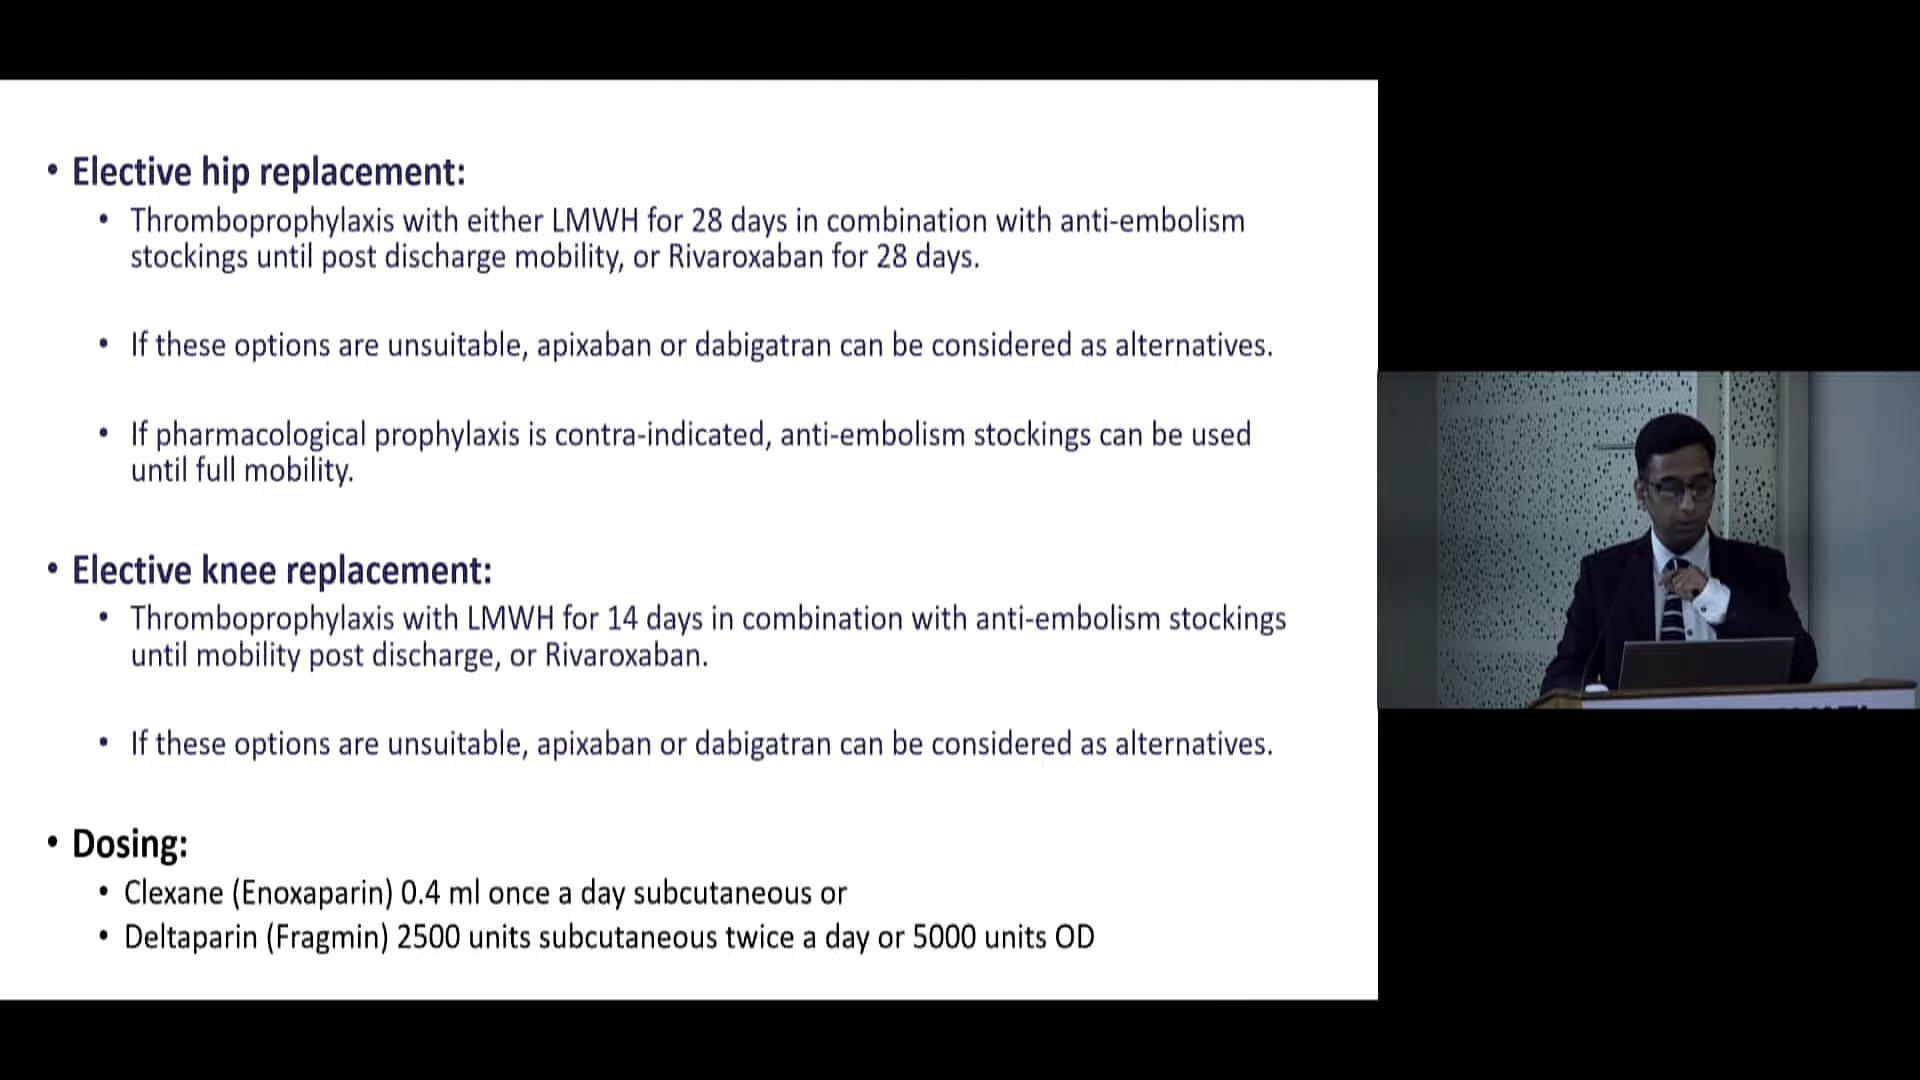 • Elective hip replacement:
• Thromboprophylaxis with either LMWH for 28 days in combination with anti-embolism
stockings until post discharge mobility, or Rivaroxaban for 28 days.
• If these options are unsuitable, apixaban or dabigatran can be considered as alternatives.
• If pharmacological prophylaxis is contra-indicated, anti-embolism stockings can be used
until full mobility.
• Elective knee replacement:
• Thromboprophylaxis with LMWH for 14 days in combination with anti-embolism stockings
until mobility post discharge, or Rivaroxaban.
• If these options are unsuitable, apixaban or dabigatran can be considered as alternatives.
• Dosing:
• Clexane (Enoxaparin) 0.4 ml once a day subcutaneous or
• Deltaparin (Fragmin) 2500 units subcutaneous twice a day or 5000 units OD